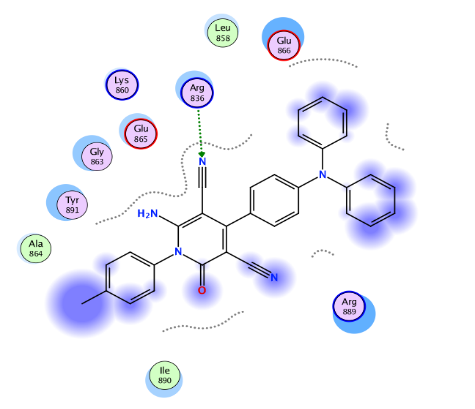 Leu
858
Glu
866
Lys
860
Arg
836
Glu
865
Gly
863
Tyr
891
Ala
864
N
N
H₂N
N
N
O
Arg
889
Ile
890